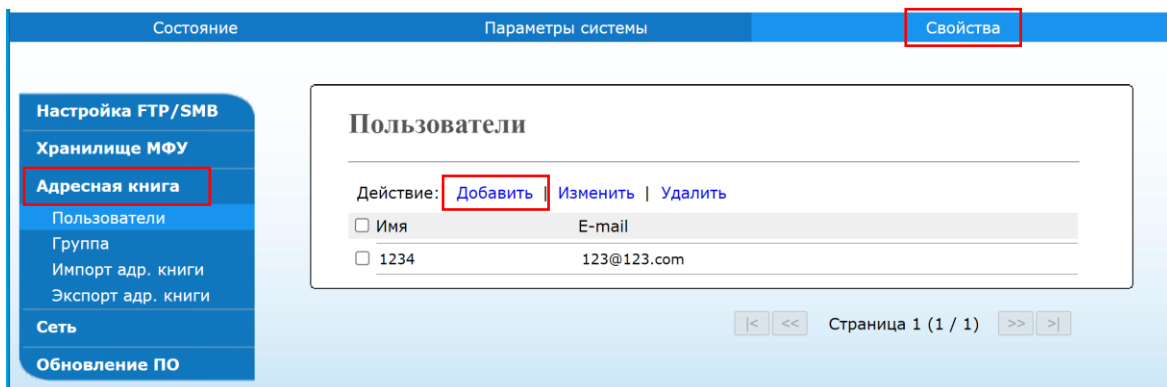 Состояние Параметры системы Свойства
Настройка FTP/SMB
Хранилище МФУ
Адресная книга
Пользователи
Группа
Импорт адр. книги
Экспорт адр. книги
Сеть
Обновление ПО
Пользователи
Действие: Добавить | Изменить | Удалить
Имя E-mail
1234 123@123.com
|< << Страница 1 (1 / 1) >> >|